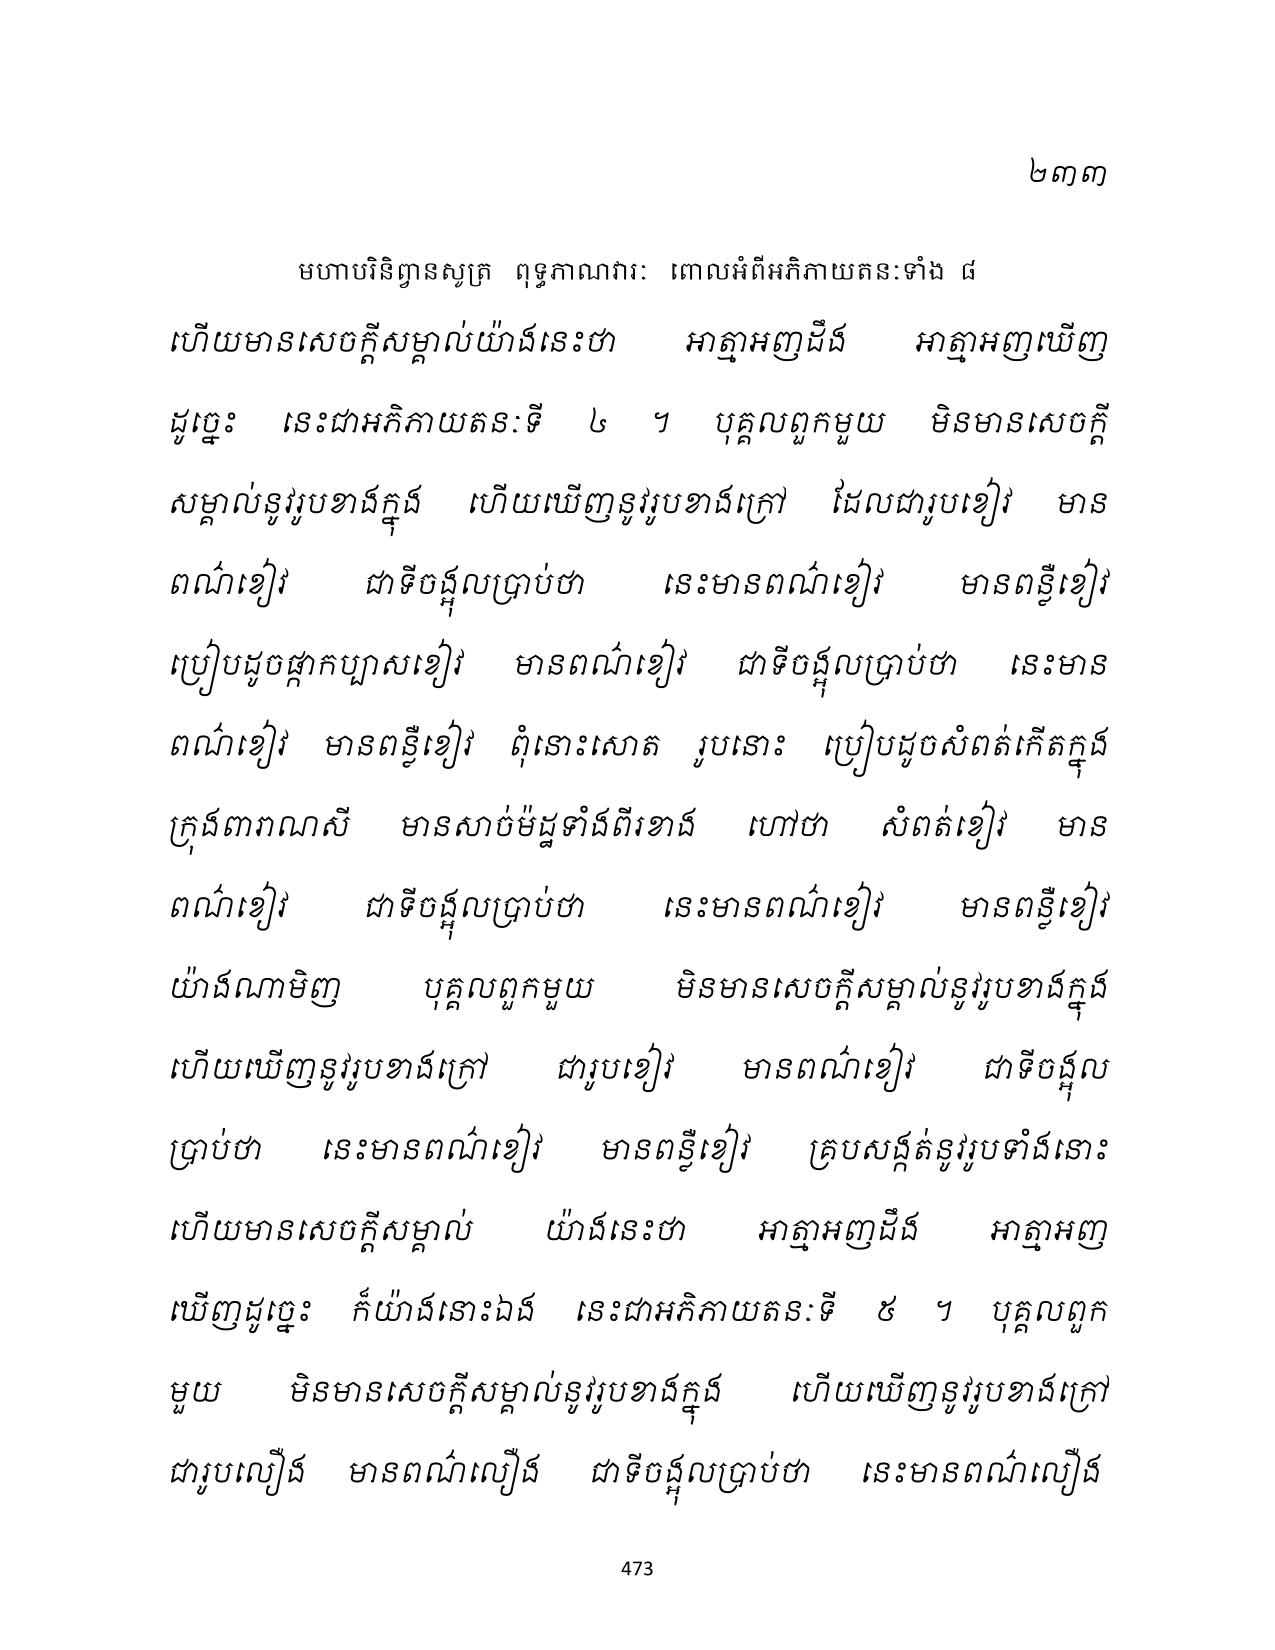 ២៣៣
មហាបរិនិព្វានសូត្រ ពុទ្ធភាណវារៈ ពោលអំពីអភិភាយតនៈទាំង ៨
ហើយមានសេចក្តីសម្គាល់យ៉ាងនេះថា អាត្មាអញដឹង អាត្មាអញឃើញ
ដូច្នេះ នេះជាអភិភាយតនៈទី ៤ ។ បុគ្គលពួកមួយ មិនមានសេចក្តី
សម្គាល់នូវរូបខាងក្នុង ហើយឃើញនូវរូបខាងក្រៅ ដែលជារូបខៀវ មាន
ពណ៌ខៀវ ជាទីចង្អុលប្រាប់ថា នេះមានពណ៌ខៀវ មានពន្លឺខៀវ
ប្រៀបដូចផ្កាកប្បាសខៀវ មានពណ៌ខៀវ ជាទីចង្អុលប្រាប់ថា នេះមាន
ពណ៌ខៀវ មានពន្លឺខៀវ ពុំនោះសោត រូបនោះ ប្រៀបដូចសំពត់កើតក្នុង
ក្រុងពារាណសី មានសាច់ម៉ដ្ឋទាំងពីរខាង ហៅថា សំពត់ខៀវ មាន
ពណ៌ខៀវ ជាទីចង្អុលប្រាប់ថា នេះមានពណ៌ខៀវ មានពន្លឺខៀវ
យ៉ាងណាមិញ បុគ្គលពួកមួយ មិនមានសេចក្តីសម្គាល់នូវរូបខាងក្នុង
ហើយឃើញនូវរូបខាងក្រៅ ជារូបខៀវ មានពណ៌ខៀវ ជាទីចង្អុល
ប្រាប់ថា នេះមានពណ៌ខៀវ មានពន្លឺខៀវ គ្របសង្កត់នូវរូបទាំងនោះ
ហើយមានសេចក្តីសម្គាល់ យ៉ាងនេះថា អាត្មាអញដឹង អាត្មាអញ
ឃើញដូច្នេះ ក៏យ៉ាងនោះឯង នេះជាអភិភាយតនៈទី ៥ ។ បុគ្គលពួក
មួយ មិនមានសេចក្តីសម្គាល់នូវរូបខាងក្នុង ហើយឃើញនូវរូបខាងក្រៅ
ជារូបលឿង មានពណ៌លឿង ជាទីចង្អុលប្រាប់ថា នេះមានពណ៌លឿង
473